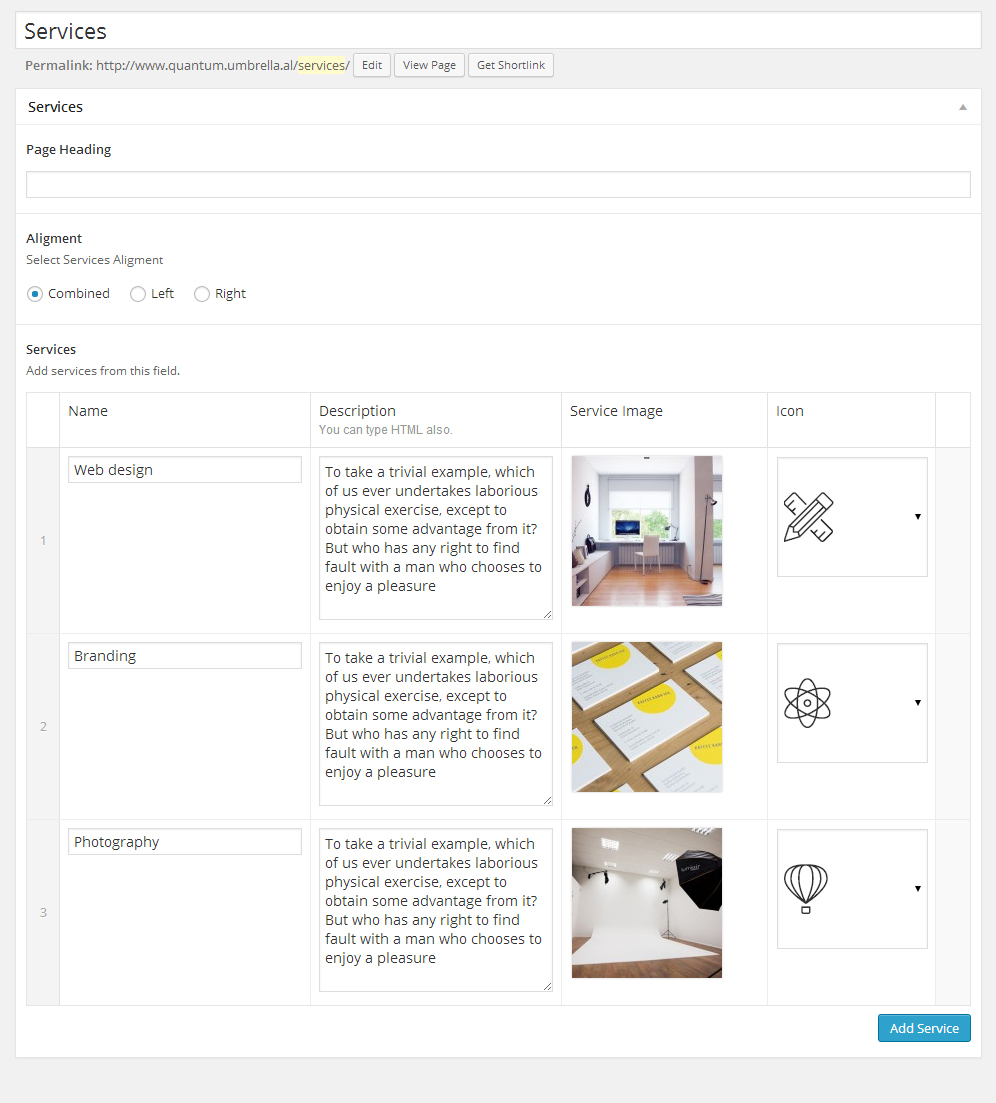 Services
Permalink: http://www.quantum.umbrella.al/services/ Edit View Page Get Shortlink
Services
Page Heading
Aligment
Select Services Aligment
Combined Left Right
Services
Add services from this field.
Name Description Service Image Icon
You can type HTML also.
1
Web design
To take a trivial example, which
of us ever undertakes laborious
physical exercise, except to
obtain some advantage from it?
But who has any right to find
fault with a man who chooses to
enjoy a pleasure
2
Branding
To take a trivial example, which
of us ever undertakes laborious
physical exercise, except to
obtain some advantage from it?
But who has any right to find
fault with a man who chooses to
enjoy a pleasure
3
Photography
To take a trivial example, which
of us ever undertakes laborious
physical exercise, except to
obtain some advantage from it?
But who has any right to find
fault with a man who chooses to
enjoy a pleasure
Add Service